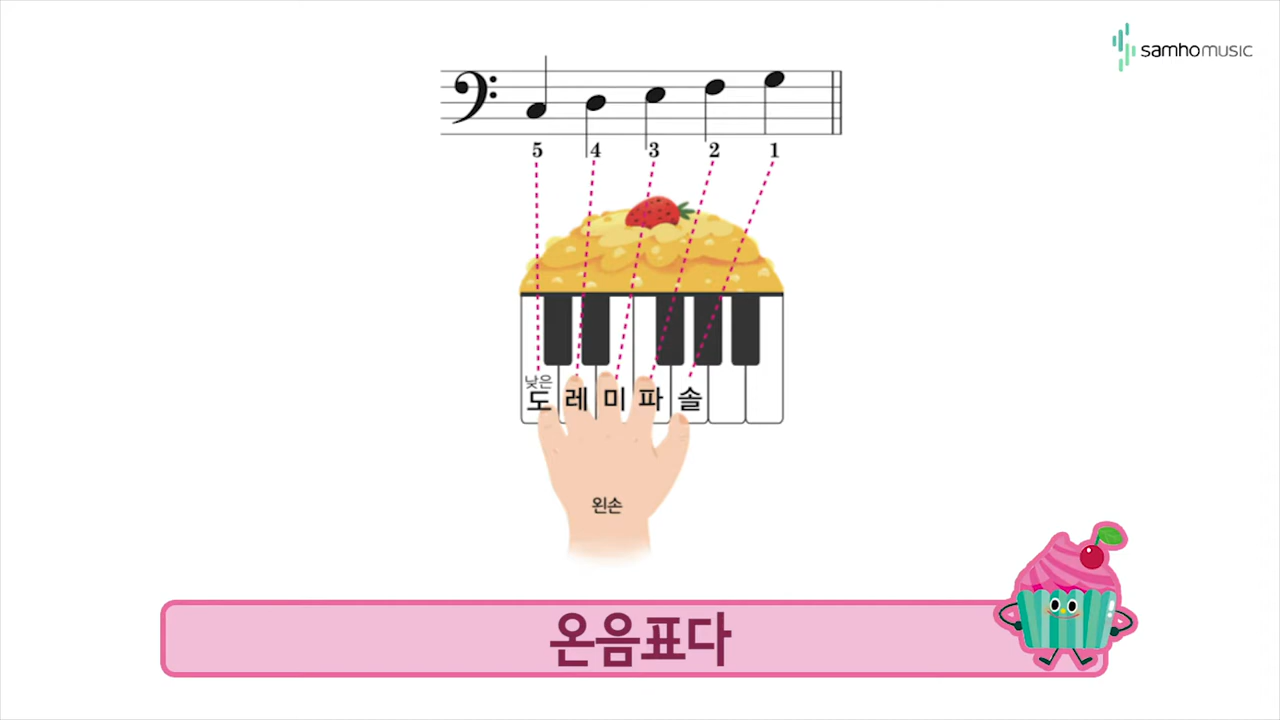 samhomusic
5 4 3 2 1
낮은
도 레 미 파 솔
왼손
온음표다